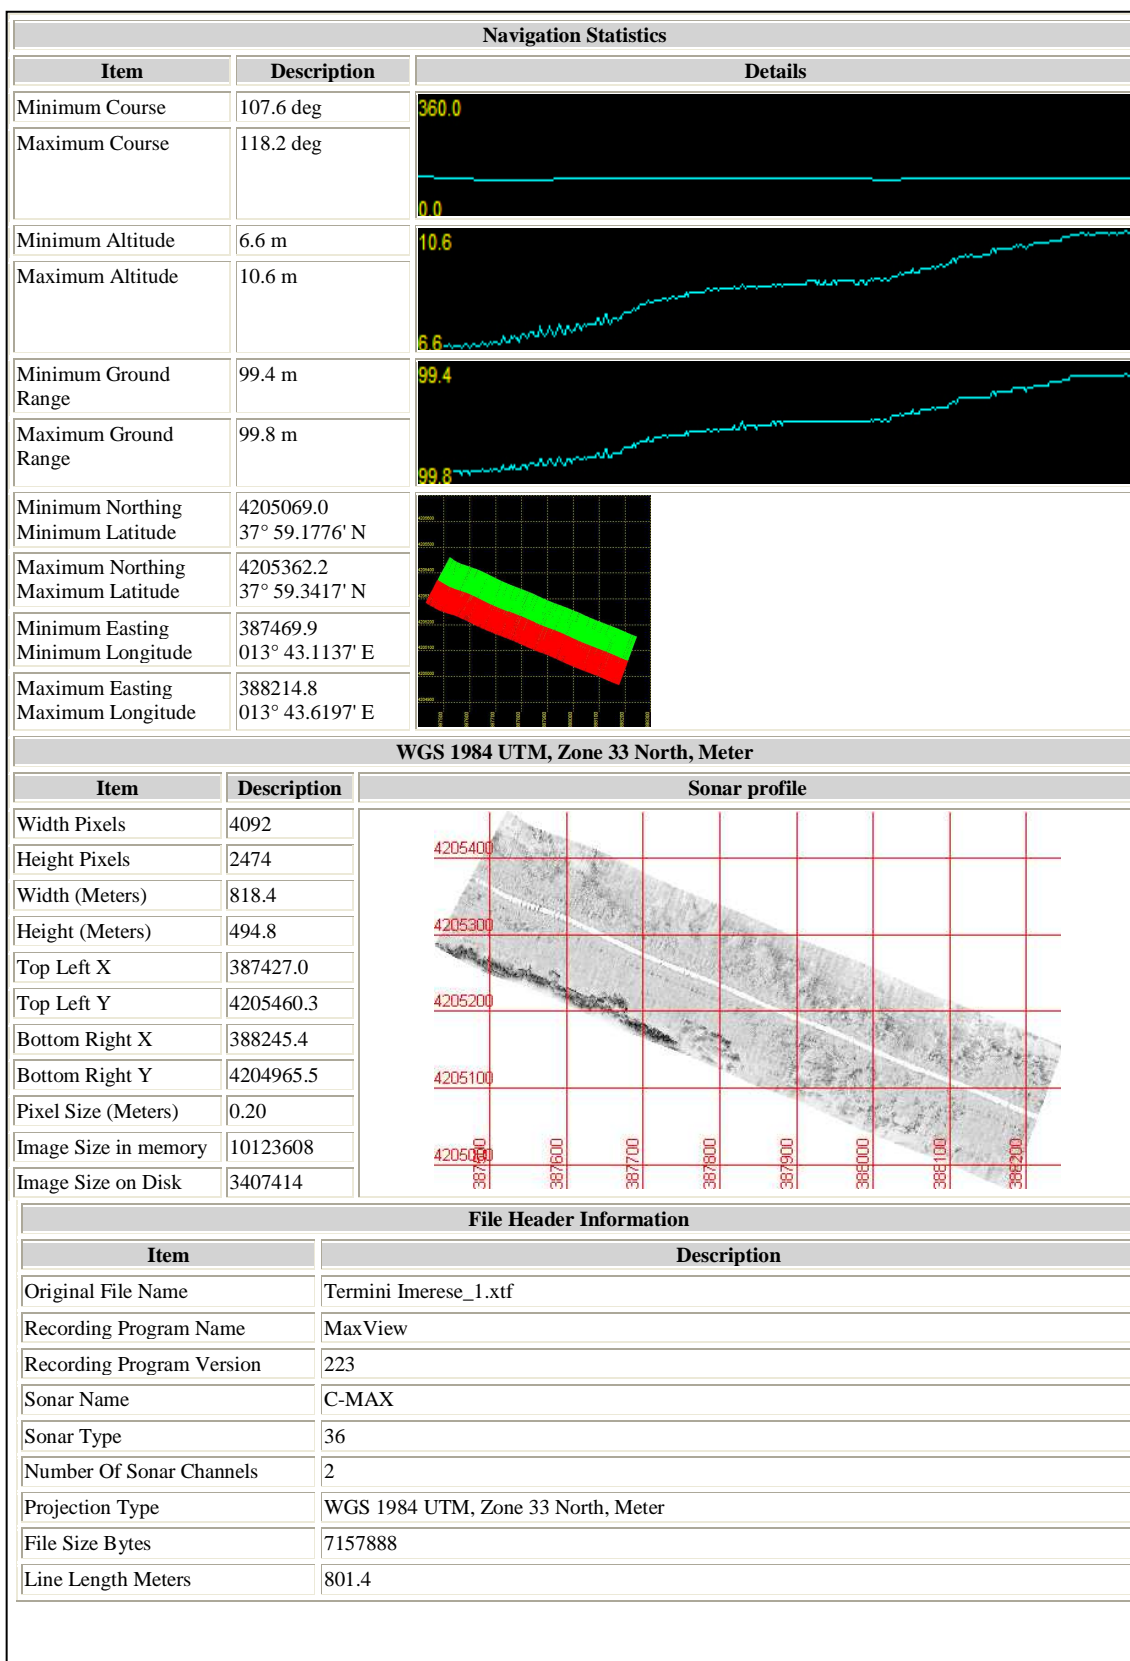 Navigation Statistics
Item Description Details
Minimum Course 107.6 deg 360.0
Maximum Course 118.2 deg
0.0
Minimum Altitude 6.6 m 10.6
Maximum Altitude 10.6 m
6.6
Minimum Ground Range 99.4 m 99.4
Maximum Ground Range 99.8 m
99.8
Minimum Northing 4205069.0
Minimum Latitude 37° 59.1776' N
Maximum Northing 4205362.2
Maximum Latitude 37° 59.3417' N
Minimum Easting 387469.9
Minimum Longitude 013° 43.1137' E
Maximum Easting 388214.8
Maximum Longitude 013° 43.6197' E
WGS 1984 UTM, Zone 33 North, Meter
Item Description Sonar profile
Width Pixels 4092
Height Pixels 2474
Width (Meters) 818.4
Height (Meters) 494.8
Top Left X 387427.0
Top Left Y 4205460.3
Bottom Right X 388245.4
Bottom Right Y 4204965.5
Pixel Size (Meters) 0.20
Image Size in memory 10123608
Image Size on Disk 3407414
4205400
4205300
4205200
4205100
4205000
387500 387600 387700 387800 387900 388000 388100 388200
File Header Information
Item Description
Original File Name Termini Imerese_1.xtf
Recording Program Name MaxView
Recording Program Version 223
Sonar Name C-MAX
Sonar Type 36
Number Of Sonar Channels 2
Projection Type WGS 1984 UTM, Zone 33 North, Meter
File Size Bytes 7157888
Line Length Meters 801.4